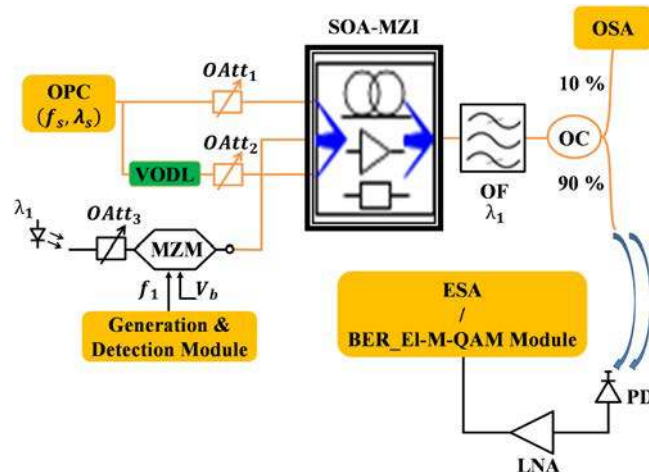 SOA-MZI
OSA
OPC
(fₛ, λₛ)
OAtt₁
10 %
OAtt₂
VODL
OC
λ₁
OAtt₃
OF
λ₁
90 %
MZM
f₁
V_b
Generation &
Detection Module
ESA
/
BER_El-M-QAM Module
PD
LNA